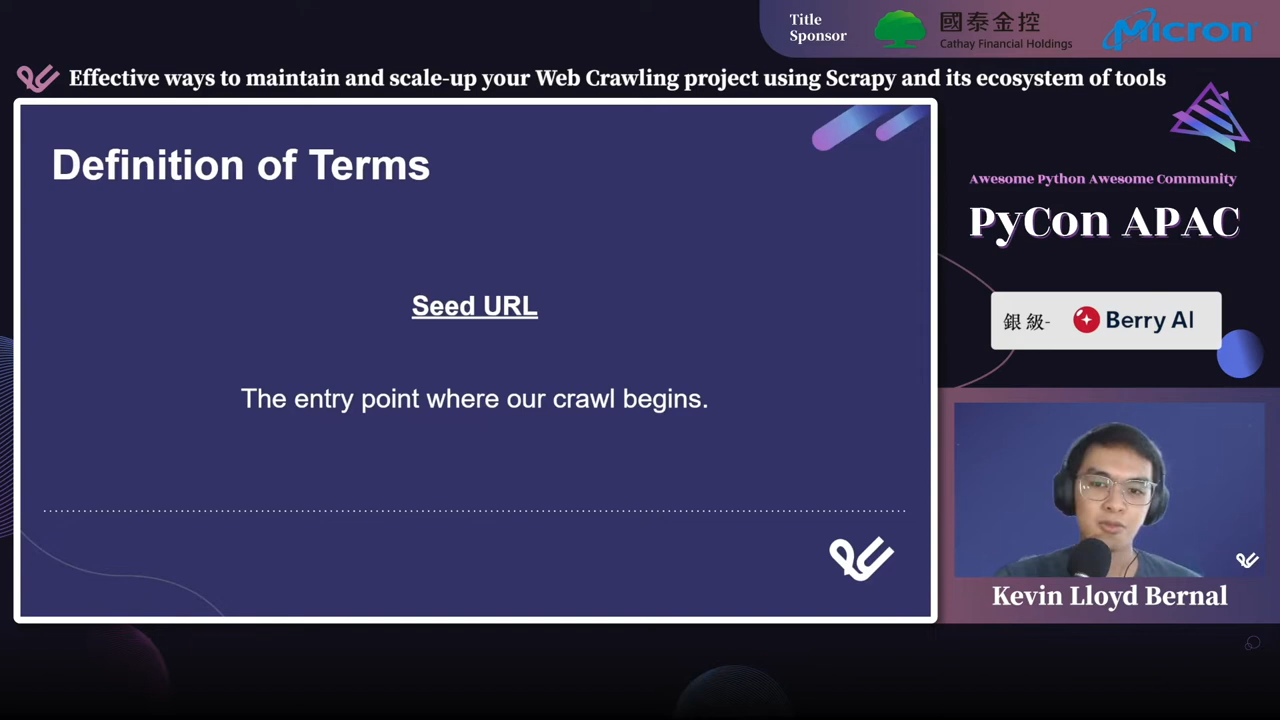 Title
Sponsor
國泰金控
Cathay Financial Holdings
Micron
Effective ways to maintain and scale-up your Web Crawling project using Scrapy and its ecosystem of tools
Definition of Terms
Seed URL
The entry point where our crawl begins.
Awesome Python Awesome Community
PyCon APAC
銀級-
Berry AI
Kevin Lloyd Bernal